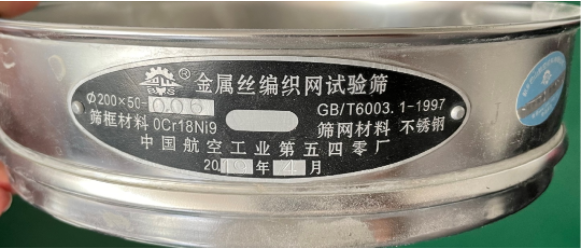 金属丝编织网试验筛
Φ200×50-0.06 GB/T6003.1-1997
筛框材料 0Cr18Ni9 筛网材料 不锈钢
中国航空工业第五四零厂
20 年 4 月